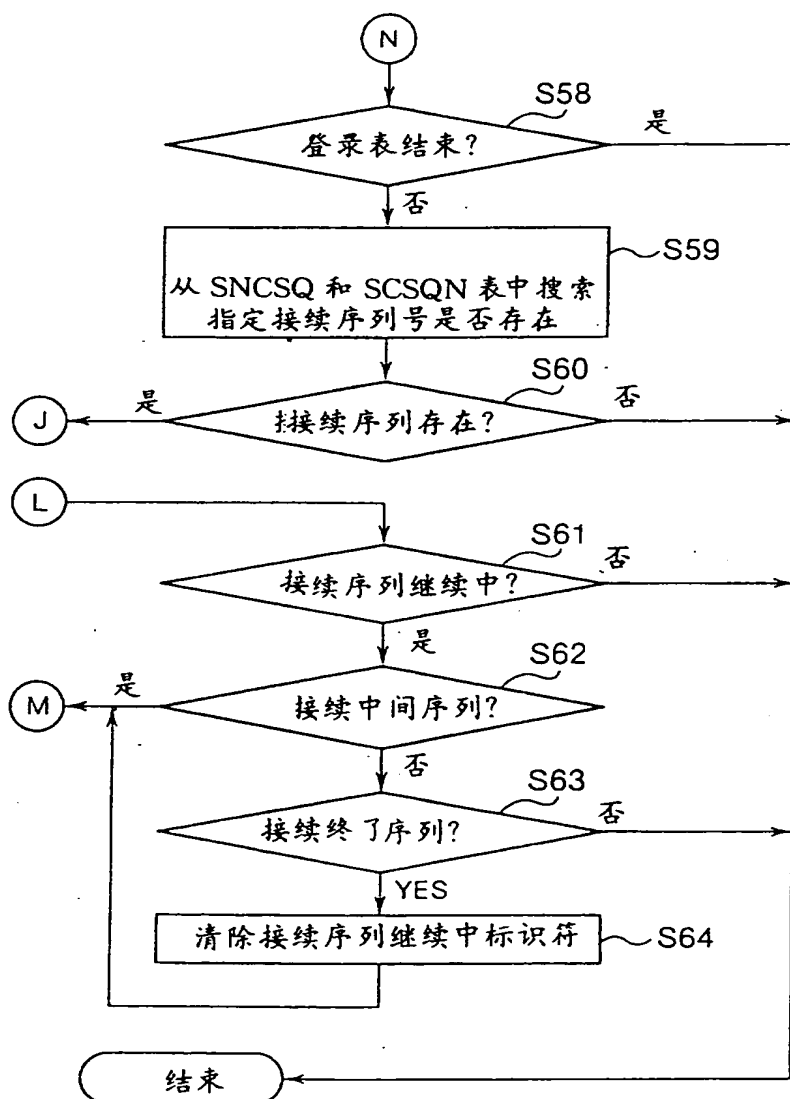 N
S58
登录表结束?
是
否
S59
从 SNCSQ 和 SCSQN 表中搜索
指定接续序列号是否存在
S60
是
否
J
接续序列存在?
L
S61
否
接续序列继续中?
是
S62
是
M
接续中间序列?
否
S63
否
接续终了序列?
YES
清除接续序列继续中标识符
S64
结束